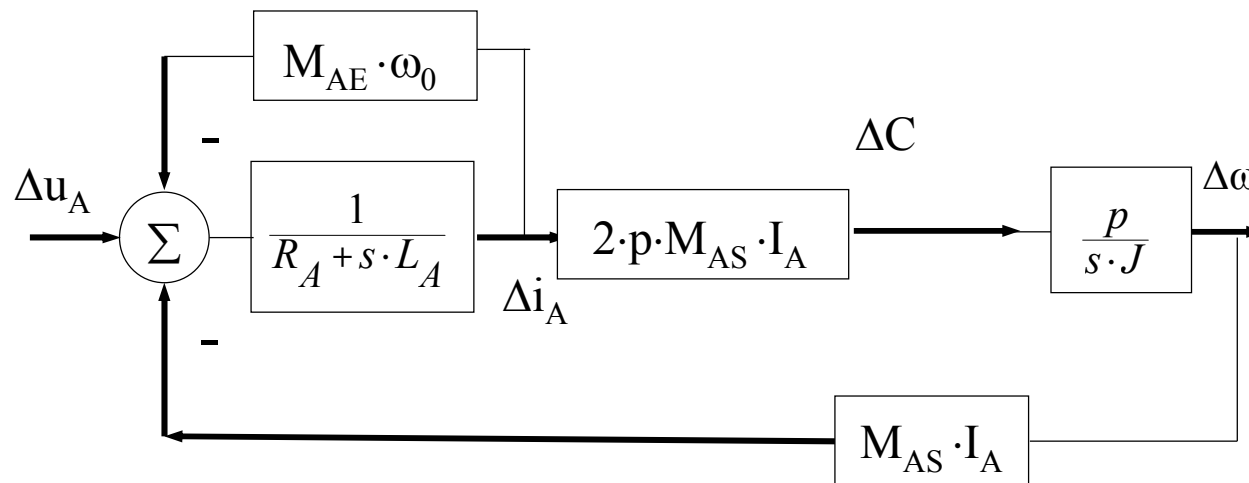 M_AE·ω_0
-
ΔC
Δu_A
Σ
1
R_A + s·L_A
2·p·M_AS·I_A
p
s·J
Δω
Δi_A
-
M_AS·I_A